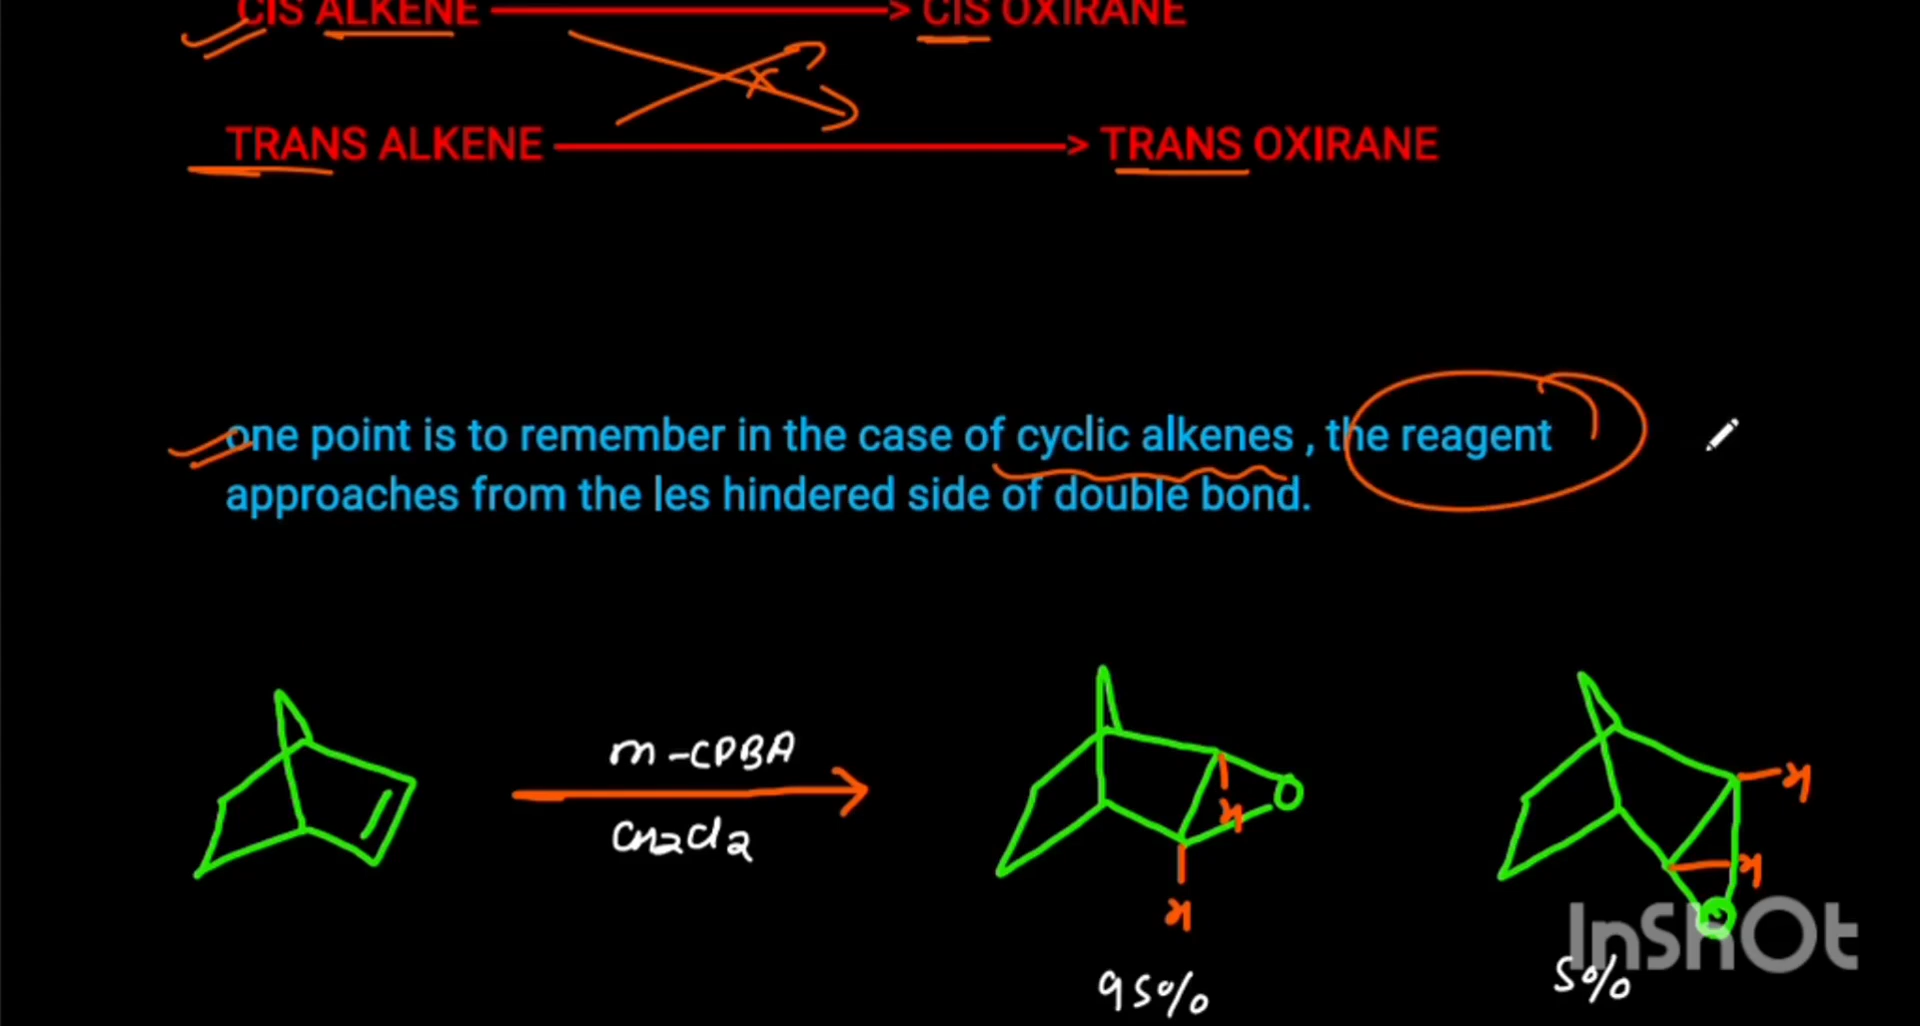 CIS ALKENE ————————> CIS OXIRANE
TRANS ALKENE ————————> TRANS OXIRANE
one point is to remember in the case of cyclic alkenes , the reagent
approaches from the les hindered side of double bond.
m-CPBA
CH2Cl2
O
H
H
95%
H
H
O
5%
InShOt